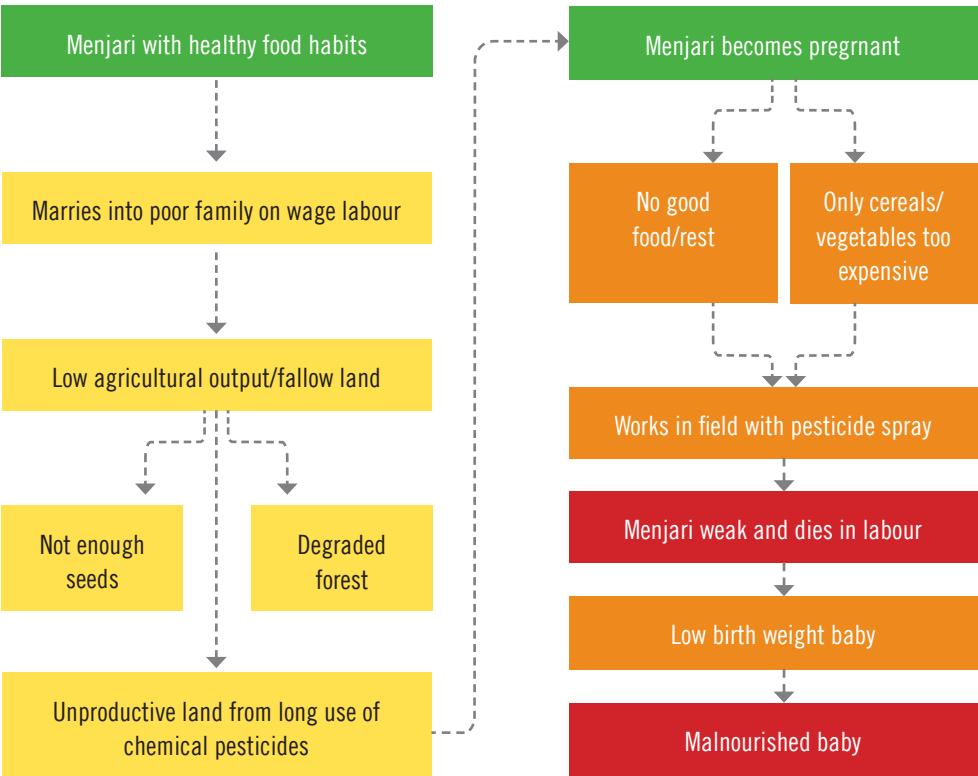 Menjari with healthy food habits
Marries into poor family on wage labour
Low agricultural output/fallow land
Not enough
seeds
Degraded
forest
Unproductive land from long use of
chemical pesticides
Menjari becomes pregrnant
No good
food/rest
Only cereals/
vegetables too
expensive
Works in field with pesticide spray
Menjari weak and dies in labour
Low birth weight baby
Malnourished baby